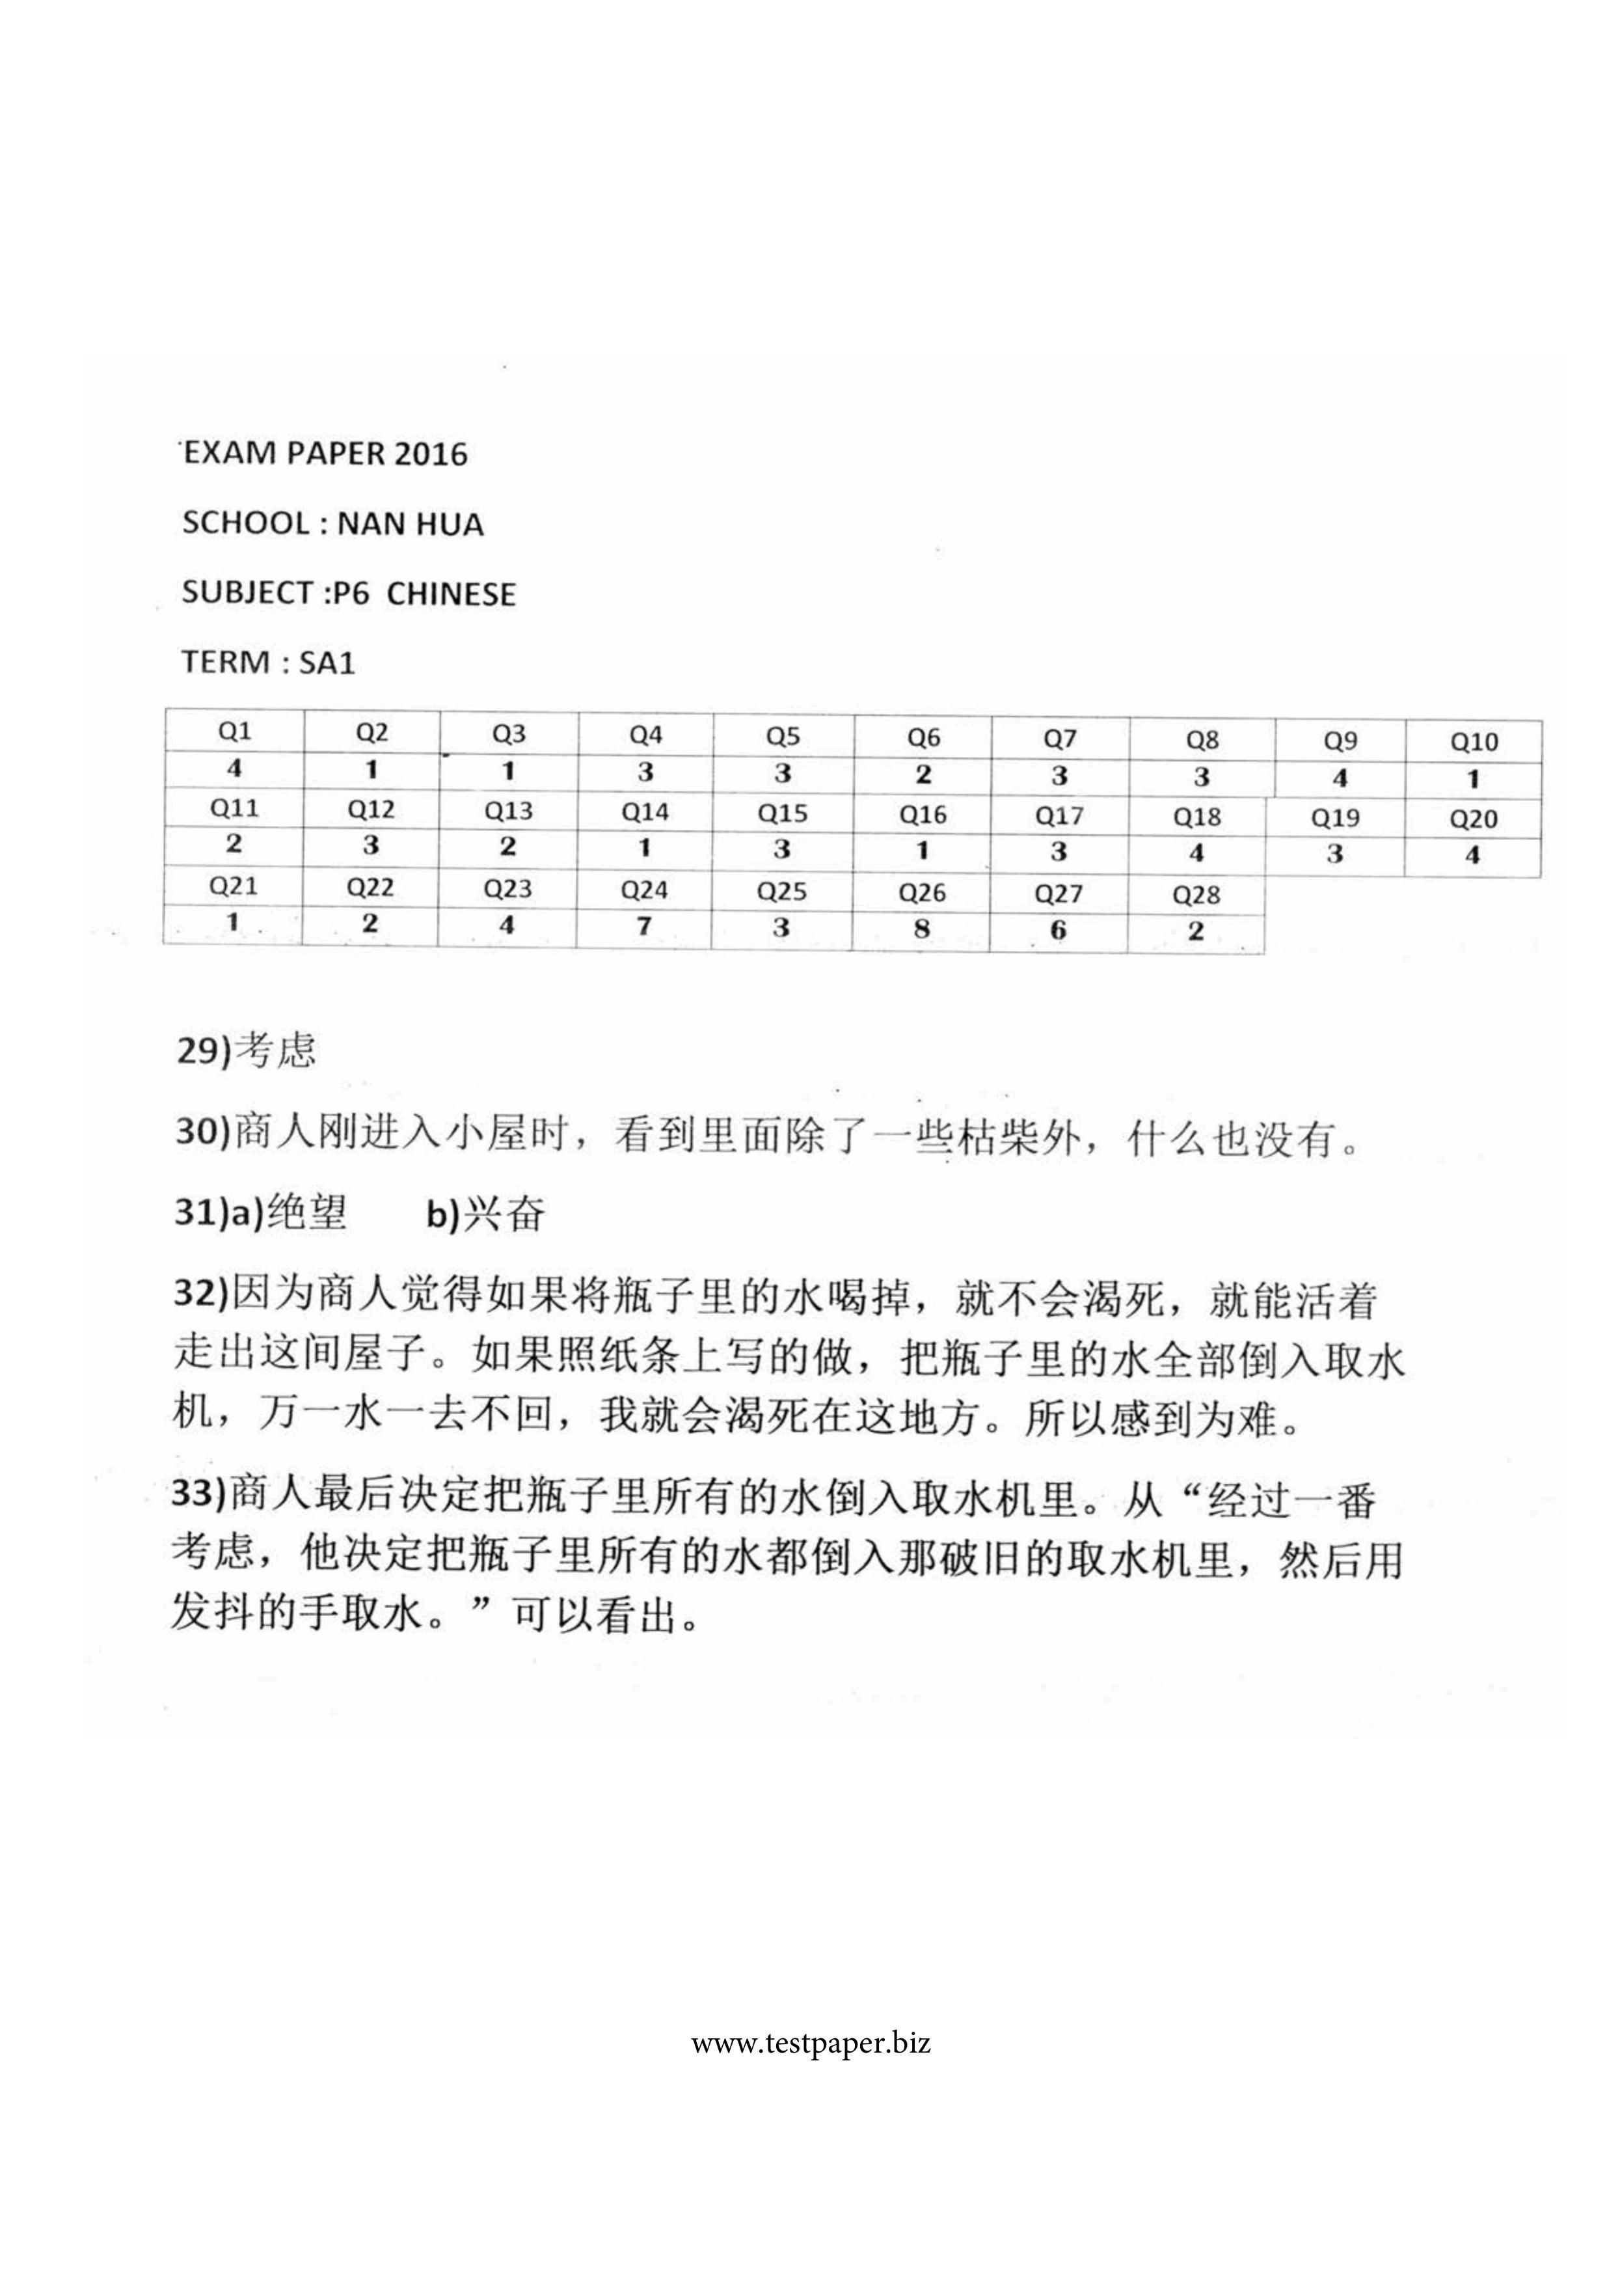 EXAM PAPER 2016
SCHOOL : NAN HUA
SUBJECT :P6 CHINESE
TERM : SA1
Q1 Q2 Q3 Q4 Q5 Q6 Q7 Q8 Q9 Q10
4 1 1 3 3 2 3 3 4 1
Q11 Q12 Q13 Q14 Q15 Q16 Q17 Q18 Q19 Q20
2 3 2 1 3 1 3 4 3 4
Q21 Q22 Q23 Q24 Q25 Q26 Q27 Q28
1 2 4 7 3 8 6 2
29)考虑
30)商人刚进入小屋时，看到里面除了一些枯柴外，什么也没有。
31)a)绝望 b)兴奋
32)因为商人觉得如果将瓶子里的水喝掉，就不会渴死，就能活着
走出这间屋子。如果照纸条上写的做，把瓶子里的水全部倒入取水
机，万一水一去不回，我就会渴死在这地方。所以感到为难。
33)商人最后决定把瓶子里所有的水倒入取水机里。从“经过一番
考虑，他决定把瓶子里所有的水都倒入那破旧的取水机里，然后用
发抖的手取水。”可以看出。
www.testpaper.biz